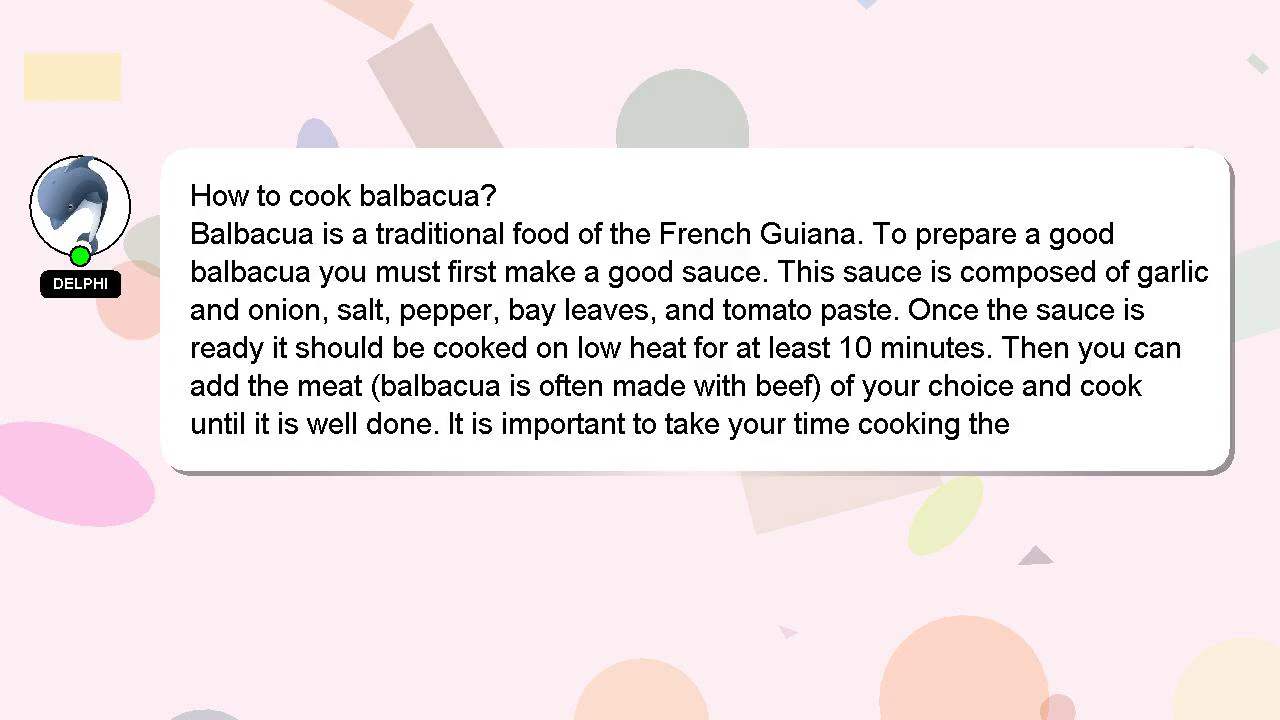 How to cook balbacua?
Balbacua is a traditional food of the French Guiana. To prepare a good
balbacua you must first make a good sauce. This sauce is composed of garlic
and onion, salt, pepper, bay leaves, and tomato paste. Once the sauce is
ready it should be cooked on low heat for at least 10 minutes. Then you can
add the meat (balbacua is often made with beef) of your choice and cook
until it is well done. It is important to take your time cooking the
DELPHI